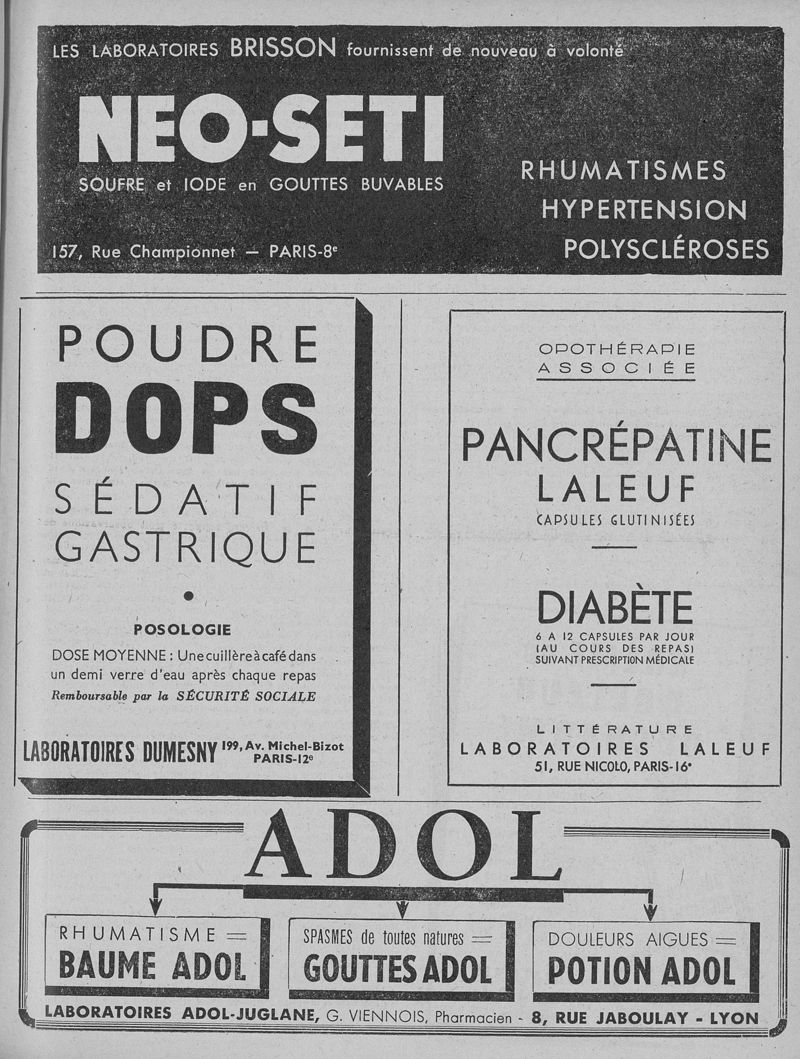 LES LABORATOIRES BRISSON fournissent de nouveau à volonté
NEO-SETI
SOUFRE et IODE en GOUTTES BUVABLES
RHUMATISMES
HYPERTENSION
POLYSCLÉROSES
157, Rue Championnet — PARIS-8e
POUDRE
DOPS
SÉDATIF
GASTRIQUE
POSOLOGIE
DOSE MOYENNE : Une cuillère à café dans
un demi verre d'eau après chaque repas
Remboursable par la SÉCURITÉ SOCIALE
LABORATOIRES DUMESNY 199, Av. Michel-Bizot
PARIS-12e
OPOTHÉRAPIE
ASSOCIÉE
PANCRÉPATINE
LALEUF
CAPSULES GLUTINISÉES
DIABÈTE
6 A 12 CAPSULES PAR JOUR
(AU COURS DES REPAS)
SUIVANT PRESCRIPTION MÉDICALE
LITTÉRATURE
LABORATOIRES LALEUF
51, RUE NICOLO, PARIS-16e
ADOL
RHUMATISME
BAUME ADOL
SPASMES de toutes natures
GOUTTES ADOL
DOULEURS AIGUES
POTION ADOL
LABORATOIRES ADOL-JUGLANE, G. VIENNOIS, Pharmacien - 8, RUE JABOULAY - LYON